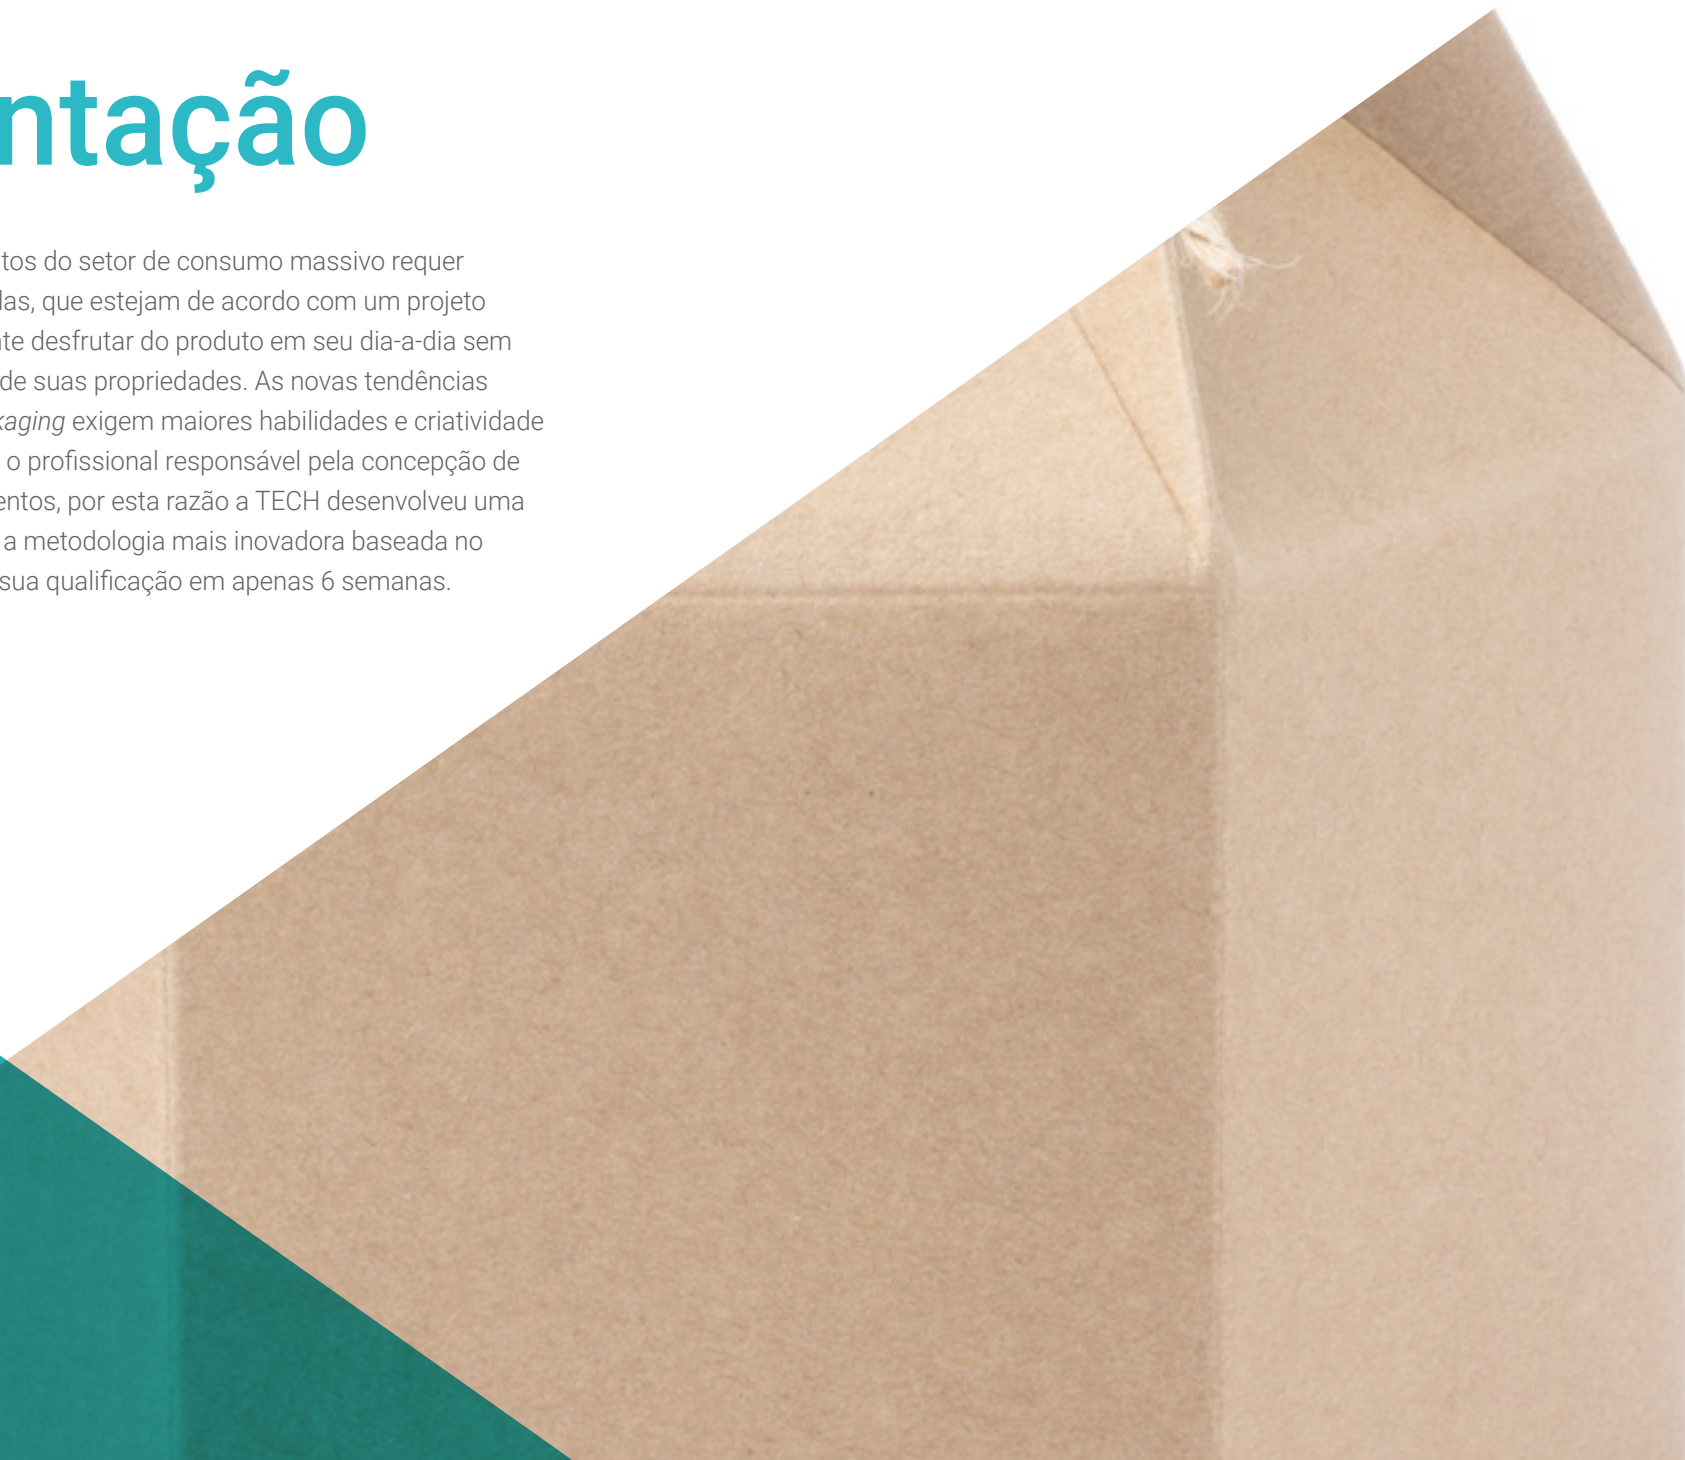 ntação
tos do setor de consumo massivo requer
las, que estejam de acordo com um projeto
te desfrutar do produto em seu dia-a-dia sem
de suas propriedades. As novas tendências
kaging exigem maiores habilidades e criatividade
o profissional responsável pela concepção de
entos, por esta razão a TECH desenvolveu uma
a metodologia mais inovadora baseada no
sua qualificação em apenas 6 semanas.